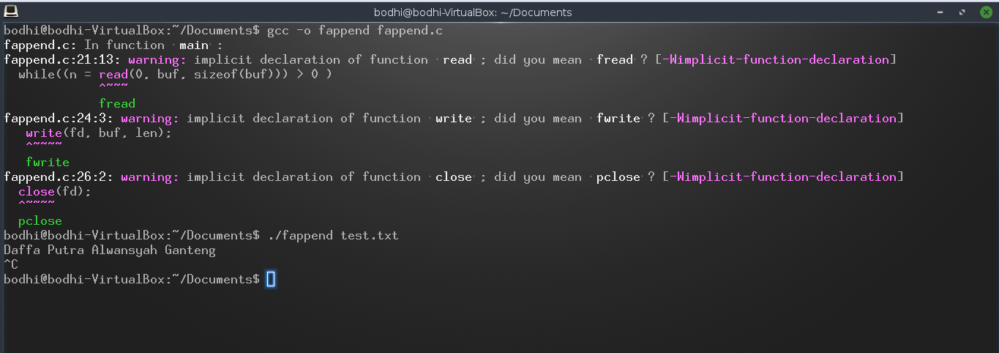 bodhi@bodhi-VirtualBox: ~/Documents
bodhi@bodhi-VirtualBox:~/Documents$ gcc -o fappend fappend.c
fappend.c: In function 'main':
fappend.c:21:13: warning: implicit declaration of function 'read'; did you mean 'fread'? [-Wimplicit-function-declaration]
  while((n = read(0, buf, sizeof(buf))) > 0 )
             ^~~~
             fread
fappend.c:24:3: warning: implicit declaration of function 'write'; did you mean 'fwrite'? [-Wimplicit-function-declaration]
   write(fd, buf, len);
   ^~~~~
   fwrite
fappend.c:26:2: warning: implicit declaration of function 'close'; did you mean 'pclose'? [-Wimplicit-function-declaration]
  close(fd);
  ^~~~~
  pclose
bodhi@bodhi-VirtualBox:~/Documents$ ./fappend test.txt
Daffa Putra Alwansyah Ganteng
^C
bodhi@bodhi-VirtualBox:~/Documents$